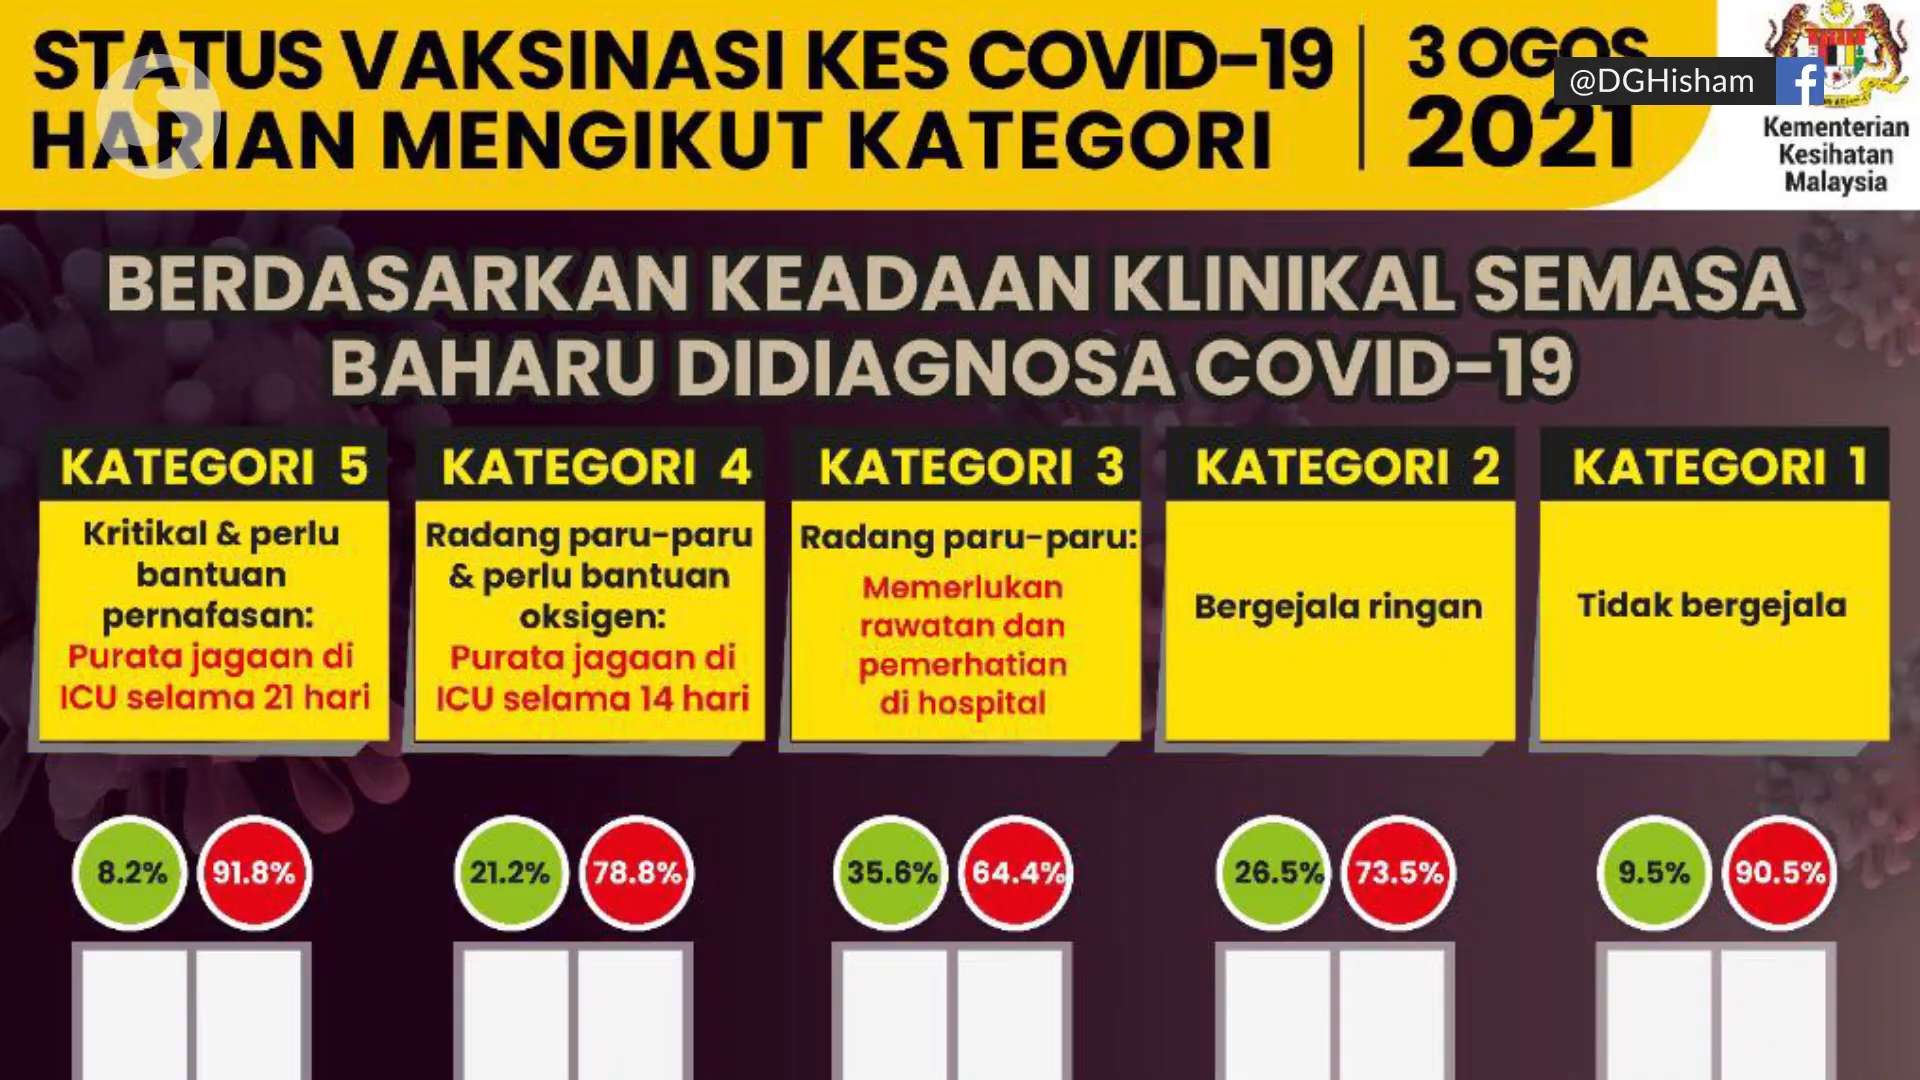 STATUS VAKSINASI KES COVID-19
HARIAN MENGIKUT KATEGORI
3 OGOS
2021
@DGHisham
Kementerian
Kesihatan
Malaysia
BERDASARKAN KEADAAN KLINIKAL SEMASA
BAHARU DIDIAGNOSA COVID-19
KATEGORI 5
Kritikal & perlu
bantuan
pernafasan:
Purata jagaan di
ICU selama 21 hari
KATEGORI 4
Radang paru-paru
& perlu bantuan
oksigen:
Purata jagaan di
ICU selama 14 hari
KATEGORI 3
Radang paru-paru:
Memerlukan
rawatan dan
pemerhatian
di hospital
KATEGORI 2
Bergejala ringan
KATEGORI 1
Tidak bergejala
8.2% 91.8%
21.2% 78.8%
35.6% 64.4%
26.5% 73.5%
9.5% 90.5%